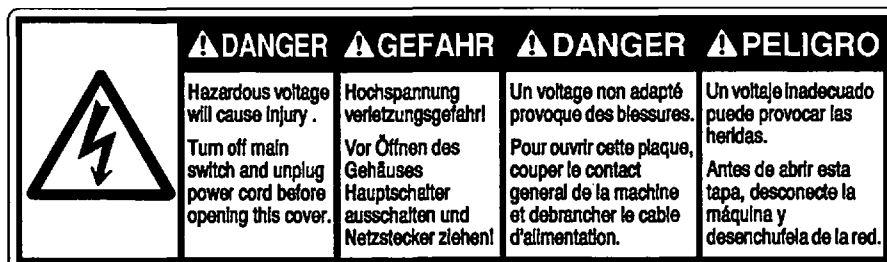 DANGER
Hazardous voltage
will cause injury .
Turn off main
switch and unplug
power cord before
opening this cover.
GEFAHR
Hochspannung
verletzungsgefahr!
Vor Öffnen des
Gehäuses
Hauptschalter
ausschalten und
Netzstecker ziehen!
DANGER
Un voltage non adapté
provoque des blessures.
Pour ouvrir cette plaque,
couper le contact
general de la machine
et debrancher le cable
d'alimentation.
PELIGRO
Un voltaje inadecuado
puede provocar las
heridas.
Antes de abrir esta
tapa, desconecte la
máquina y
desenchufela de la red.